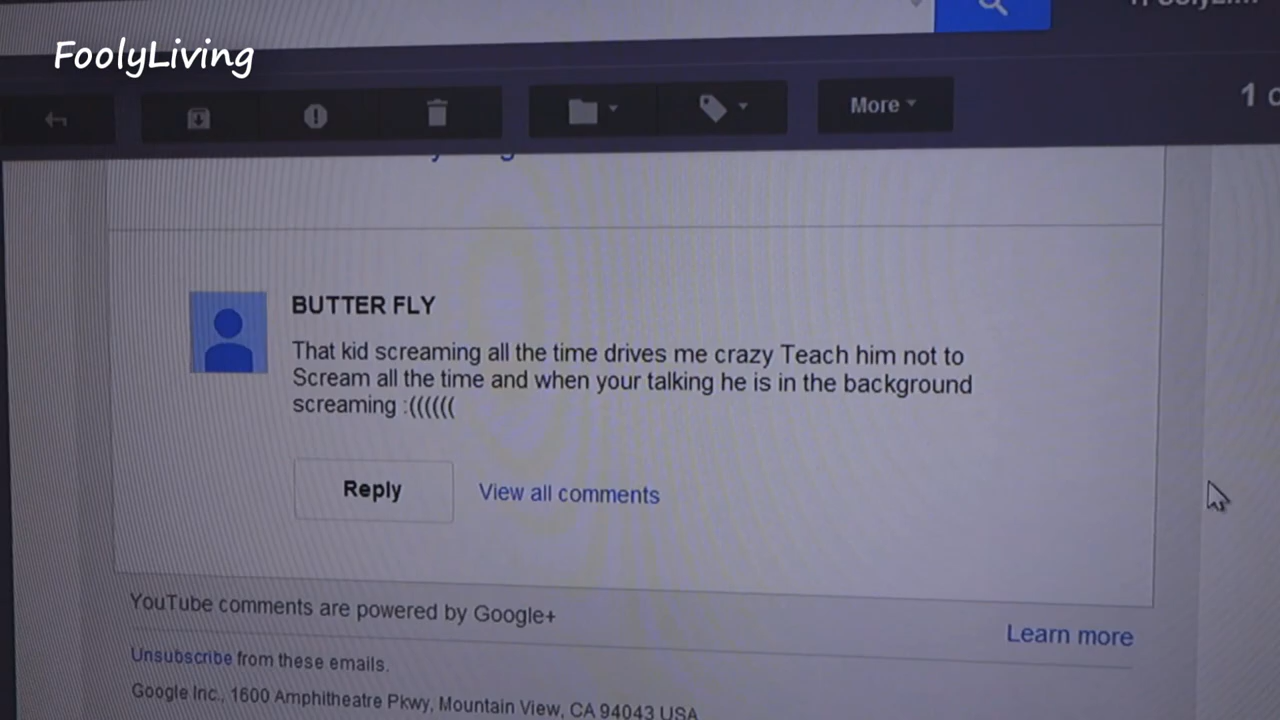 FoolyLiving
More
1
BUTTER FLY
That kid screaming all the time drives me crazy Teach him not to
Scream all the time and when your talking he is in the background
screaming :((((((
Reply
View all comments
YouTube comments are powered by Google+
Learn more
Unsubscribe from these emails.
Google Inc., 1600 Amphitheatre Pkwy, Mountain View, CA 94043 USA